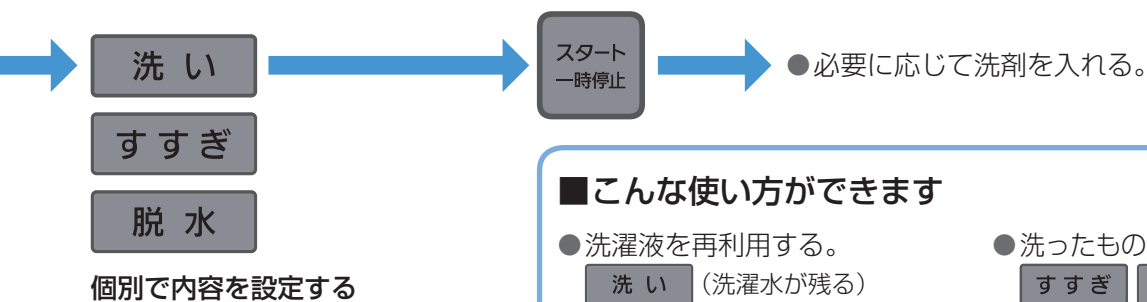 洗い
すすぎ
脱水
個別で内容を設定する
スタート
一時停止
●必要に応じて洗剤を入れる。
■こんな使い方ができます
●洗濯液を再利用する。
洗い (洗濯水が残る)
●洗ったもの
すすぎ